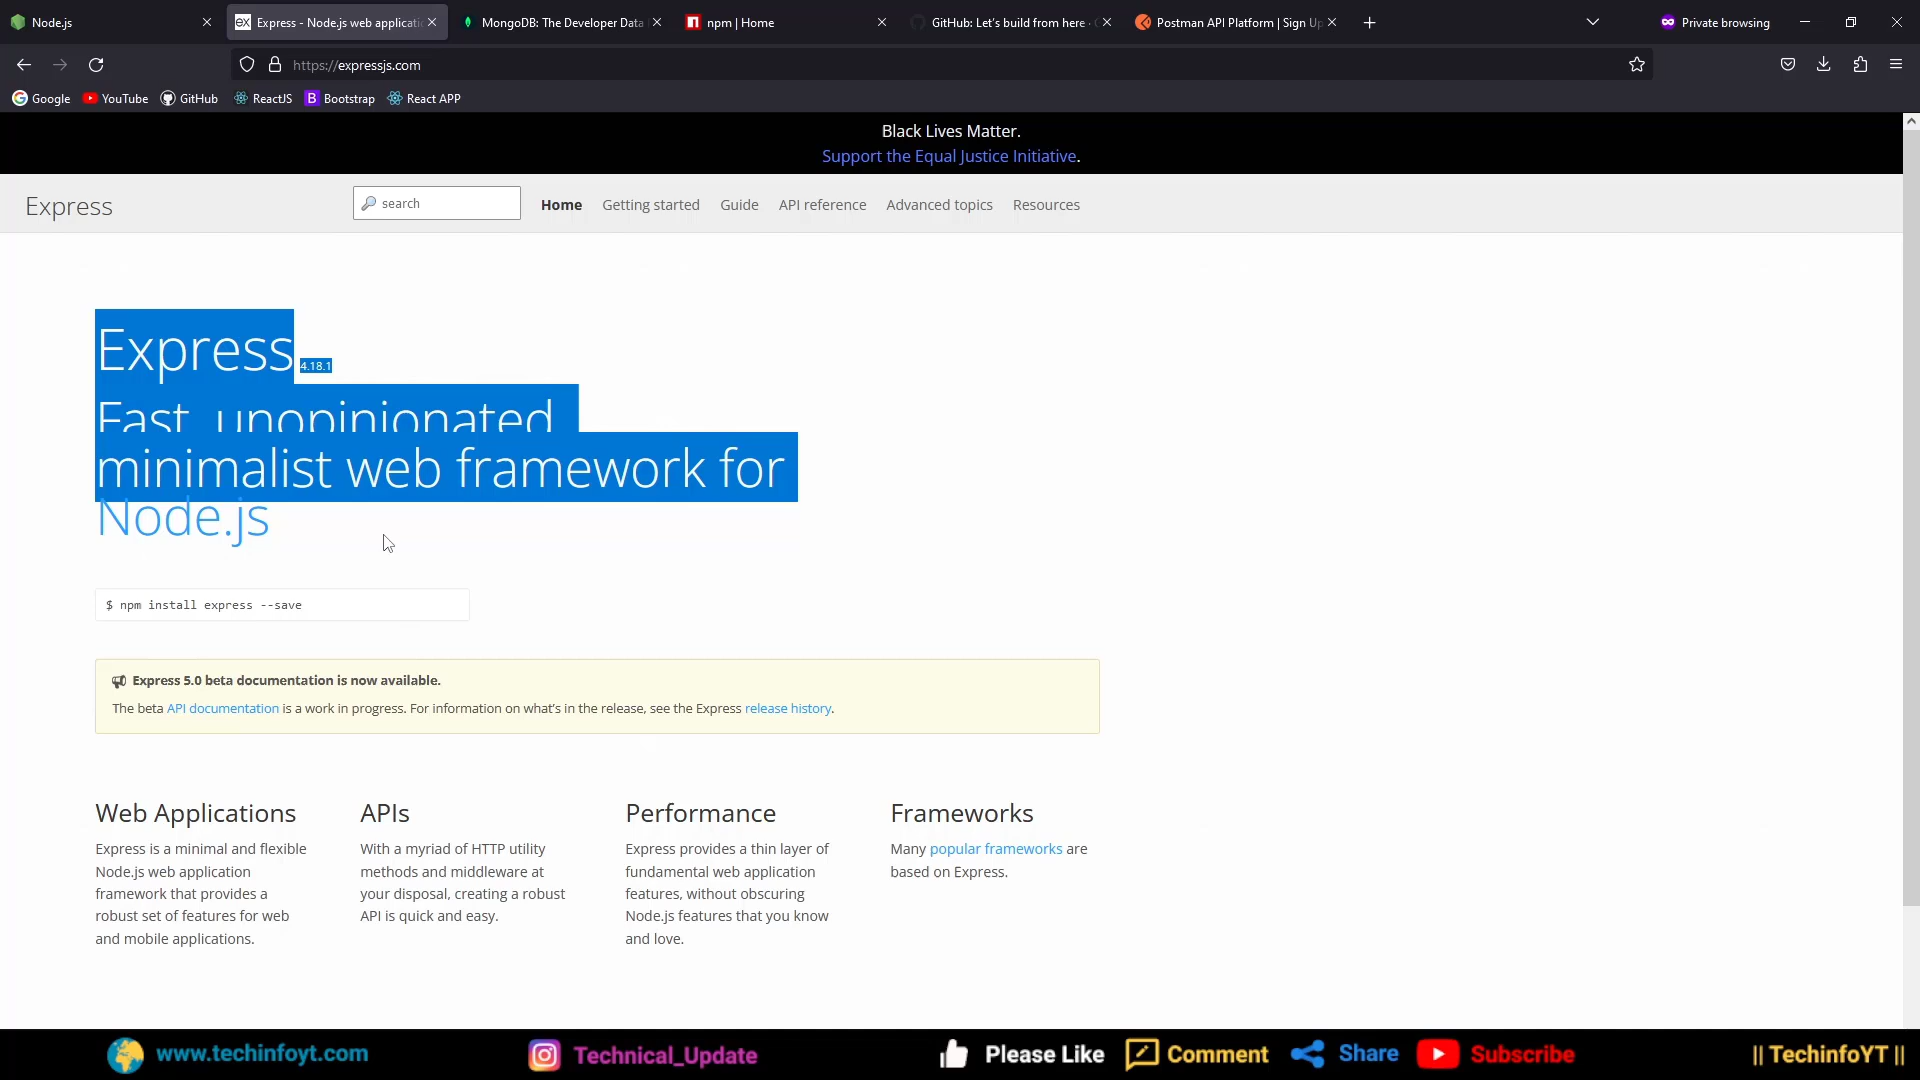 Node.js
Express - Node.js web applicati
MongoDB: The Developer Data
npm | Home
GitHub: Let's build from here ·
Postman API Platform | Sign Up
Private browsing
https://expressjs.com
Google
YouTube
GitHub
ReactJS
Bootstrap
React APP
Black Lives Matter.
Support the Equal Justice Initiative.
Express
search
Home
Getting started
Guide
API reference
Advanced topics
Resources
Express 4.18.1
Fast, unopinionated,
minimalist web framework for
Node.js
$ npm install express --save
Express 5.0 beta documentation is now available.
The beta API documentation is a work in progress. For information on what's in the release, see the Express release history.
Web Applications
Express is a minimal and flexible
Node.js web application
framework that provides a
robust set of features for web
and mobile applications.
APIs
With a myriad of HTTP utility
methods and middleware at
your disposal, creating a robust
API is quick and easy.
Performance
Express provides a thin layer of
fundamental web application
features, without obscuring
Node.js features that you know
and love.
Frameworks
Many popular frameworks are
based on Express.
www.techinfoyt.com
Technical_Update
Please Like
Comment
Share
Subscribe
|| TechinfoYT ||